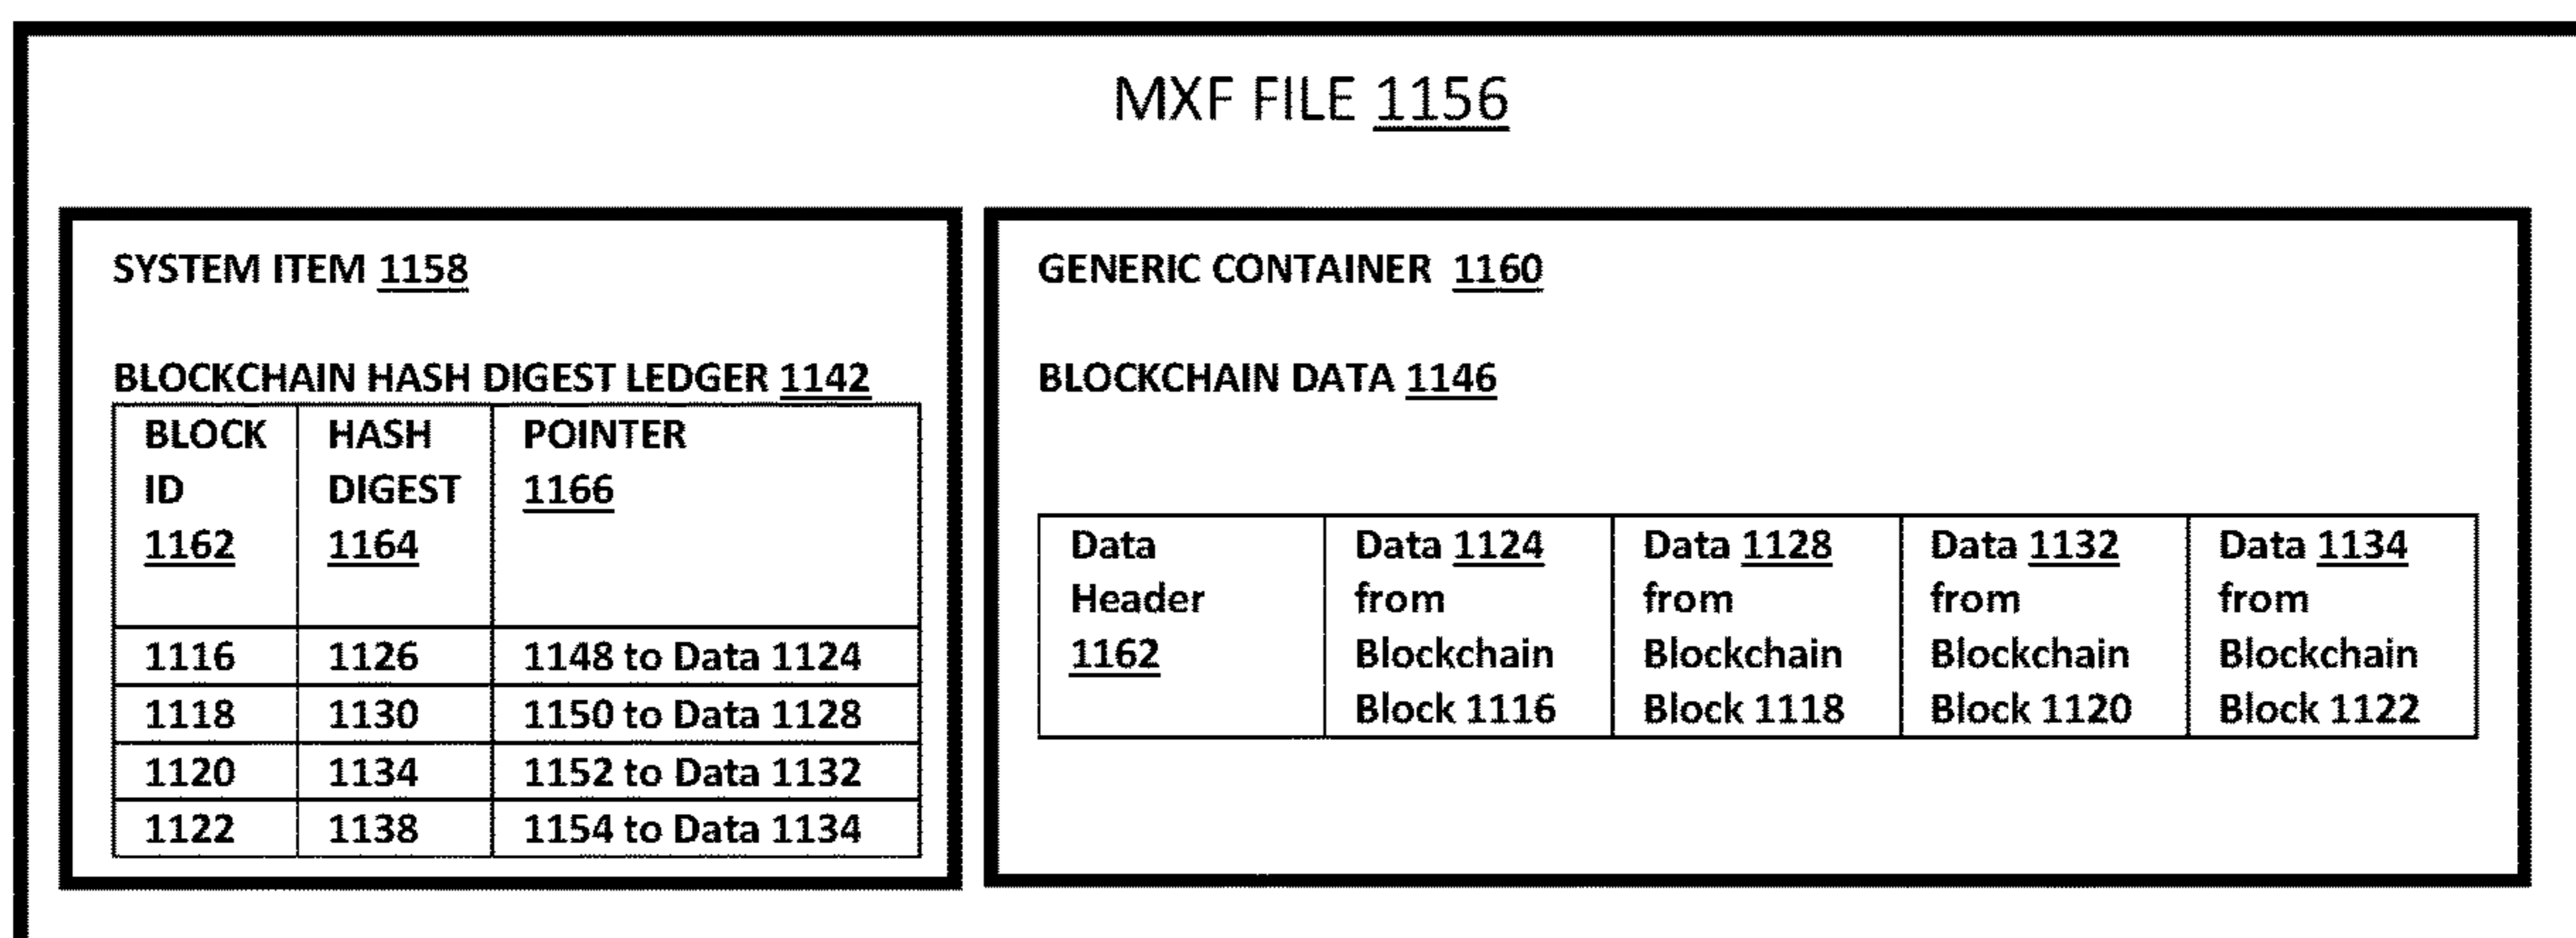 MXF FILE 1156
SYSTEM ITEM 1158
BLOCKCHAIN HASH DIGEST LEDGER 1142
BLOCK ID 1162 HASH DIGEST 1164 POINTER 1166
1116 1126 1148 to Data 1124
1118 1130 1150 to Data 1128
1120 1134 1152 to Data 1132
1122 1138 1154 to Data 1134
GENERIC CONTAINER 1160
BLOCKCHAIN DATA 1146
Data Header 1162
Data 1124 from Blockchain Block 1116
Data 1128 from Blockchain Block 1118
Data 1132 from Blockchain Block 1120
Data 1134 from Blockchain Block 1122